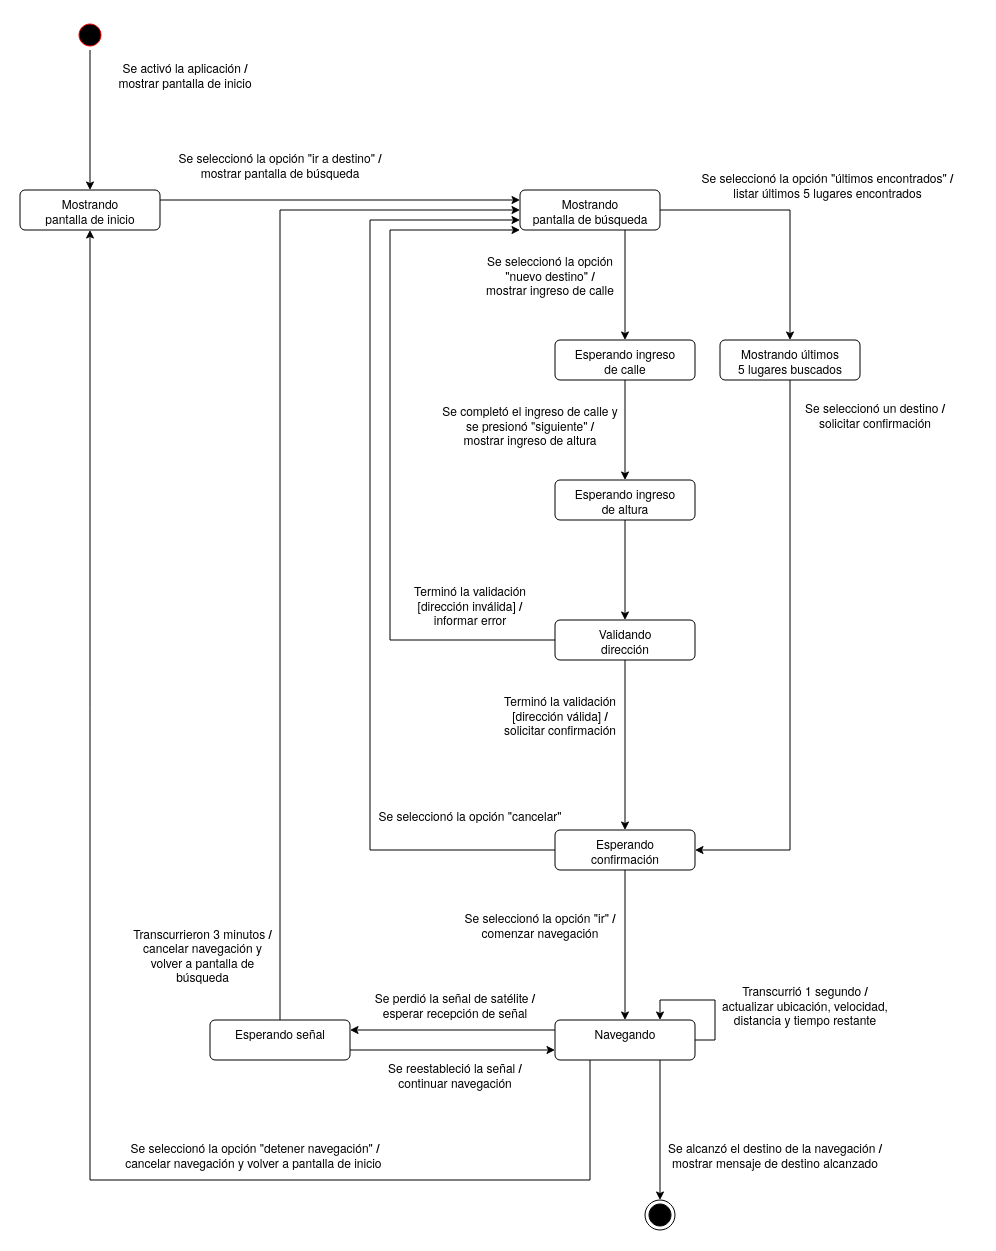 Se activó la aplicación /
mostrar pantalla de inicio
Se seleccionó la opción "ir a destino" /
mostrar pantalla de búsqueda
Se seleccionó la opción "últimos encontrados" /
listar últimos 5 lugares encontrados
Mostrando
pantalla de inicio
Mostrando
pantalla de búsqueda
Se seleccionó la opción
"nuevo destino" /
mostrar ingreso de calle
Esperando ingreso
de calle
Mostrando últimos
5 lugares buscados
Se completó el ingreso de calle y
se presionó "siguiente" /
mostrar ingreso de altura
Se seleccionó un destino /
solicitar confirmación
Esperando ingreso
de altura
Terminó la validación
[dirección inválida] /
informar error
Validando
dirección
Terminó la validación
[dirección válida] /
solicitar confirmación
Se seleccionó la opción "cancelar"
Esperando
confirmación
Se seleccionó la opción "ir" /
comenzar navegación
Transcurrieron 3 minutos /
cancelar navegación y
volver a pantalla de
búsqueda
Se perdió la señal de satélite /
esperar recepción de señal
Transcurrió 1 segundo /
actualizar ubicación, velocidad,
distancia y tiempo restante
Esperando señal
Navegando
Se reestableció la señal /
continuar navegación
Se seleccionó la opción "detener navegación" /
cancelar navegación y volver a pantalla de inicio
Se alcanzó el destino de la navegación /
mostrar mensaje de destino alcanzado